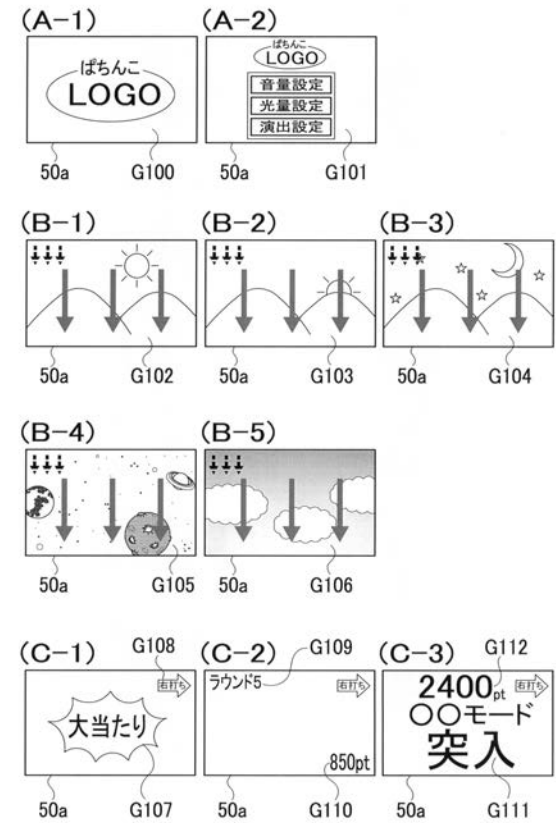 (A-1)
(A-2)
ぱちんこ
LOGO
ぱちんこ
LOGO
音量設定
光量設定
演出設定
50a
G100
50a
G101
(B-1)
(B-2)
(B-3)
50a
G102
50a
G103
50a
G104
(B-4)
(B-5)
50a
G105
50a
G106
(C-1)
G108
(C-2)
G109
(C-3)
G112
右打ち
大当たり
ラウンド5
右打ち
850pt
2400pt
右打ち
〇〇モード
突入
50a
G107
50a
G110
50a
G111